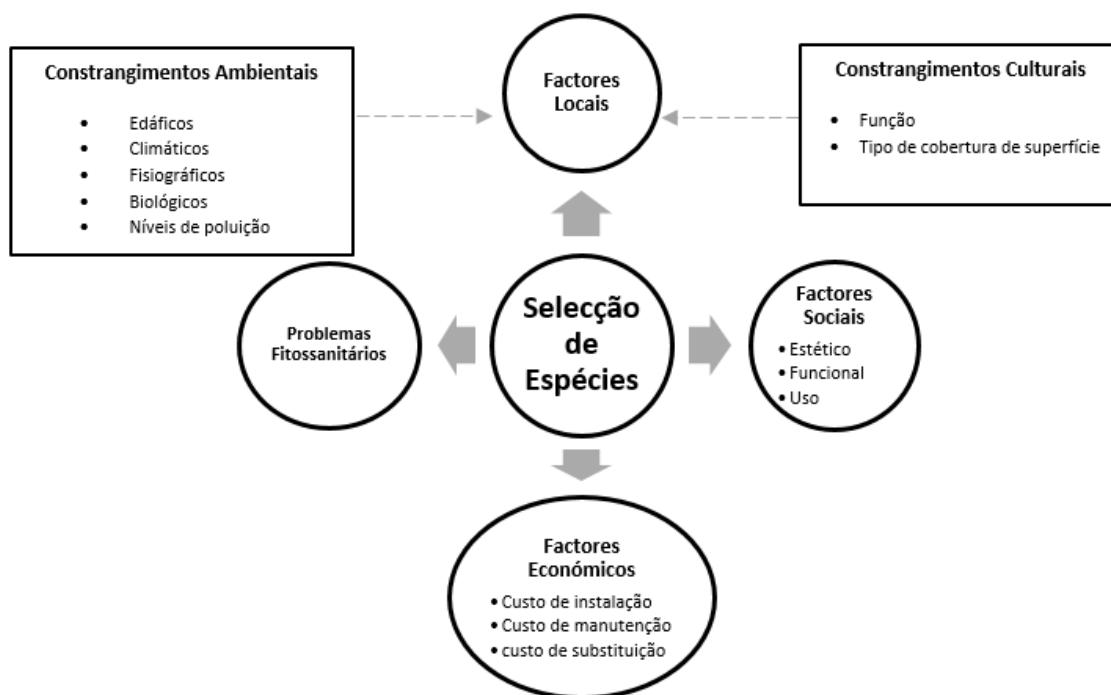 Constrangimentos Ambientais
• Edáficos
• Climáticos
• Fisiográficos
• Biológicos
• Níveis de poluição
Factores
Locais
Constrangimentos Culturais
• Função
• Tipo de cobertura de superfície
Problemas
Fitossanitários
Selecção
de
Espécies
Factores
Sociais
• Estético
• Funcional
• Uso
Factores
Económicos
• Custo de instalação
• Custo de manutenção
• custo de substituição